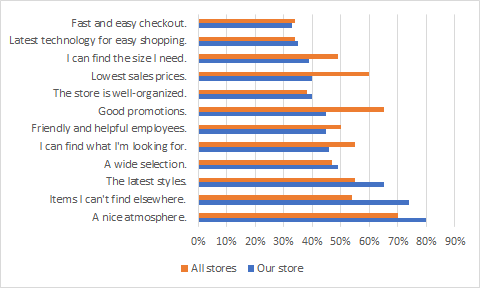 Fast and easy checkout.
Latest technology for easy shopping.
I can find the size I need.
Lowest sales prices.
The store is well-organized.
Good promotions.
Friendly and helpful employees.
I can find what I'm looking for.
A wide selection.
The latest styles.
Items I can't find elsewhere.
A nice atmosphere.
0% 10% 20% 30% 40% 50% 60% 70% 80% 90%
All stores Our store